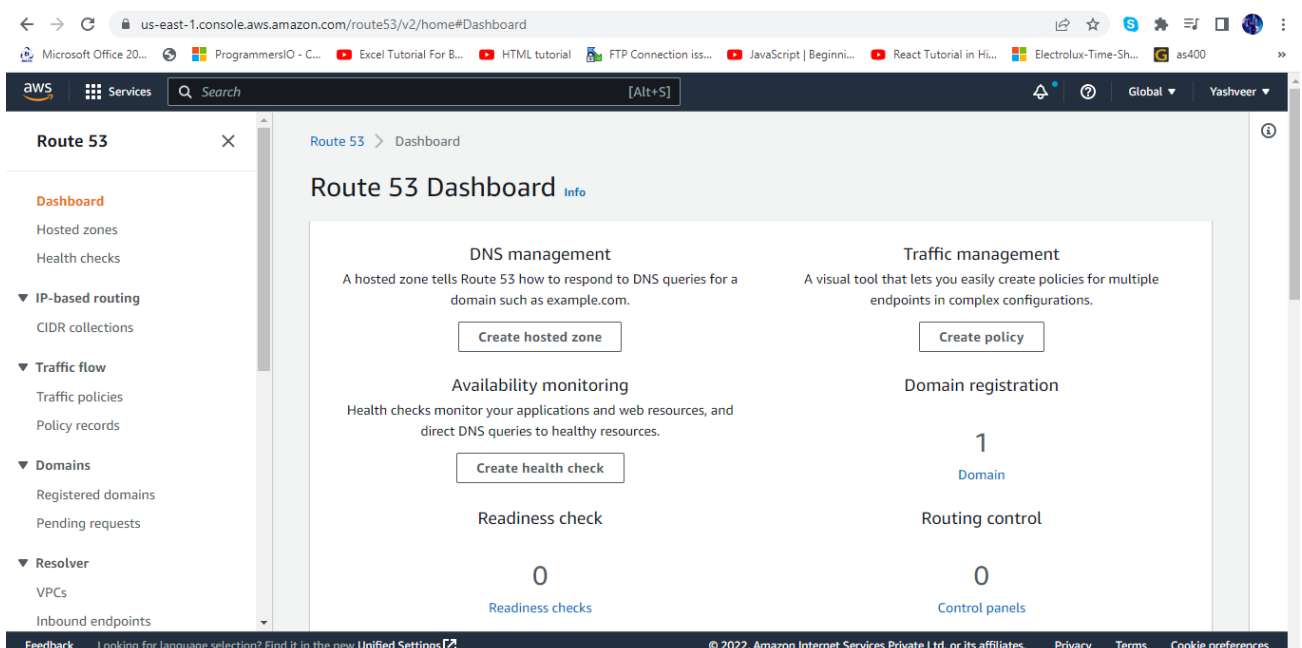 us-east-1.console.aws.amazon.com/route53/v2/home#Dashboard
Microsoft Office 20...
ProgrammersIO - C...
Excel Tutorial For B...
HTML tutorial
FTP Connection iss...
JavaScript | Beginni...
React Tutorial in Hi...
Electrolux-Time-Sh...
as400
»
aws
Services
Search
[Alt+S]
Global ▼
Yashveer ▼
Route 53
Dashboard
Hosted zones
Health checks
▼ IP-based routing
CIDR collections
▼ Traffic flow
Traffic policies
Policy records
▼ Domains
Registered domains
Pending requests
▼ Resolver
VPCs
Inbound endpoints
Route 53 > Dashboard
Route 53 Dashboard Info
DNS management
A hosted zone tells Route 53 how to respond to DNS queries for a
domain such as example.com.
Create hosted zone
Traffic management
A visual tool that lets you easily create policies for multiple
endpoints in complex configurations.
Create policy
Availability monitoring
Health checks monitor your applications and web resources, and
direct DNS queries to healthy resources.
Create health check
Domain registration
1
Domain
Readiness check
0
Readiness checks
Routing control
0
Control panels
Feedback
Looking for language selection? Find it in the new Unified Settings
© 2022, Amazon Internet Services Private Ltd. or its affiliates.
Privacy
Terms
Cookie preferences